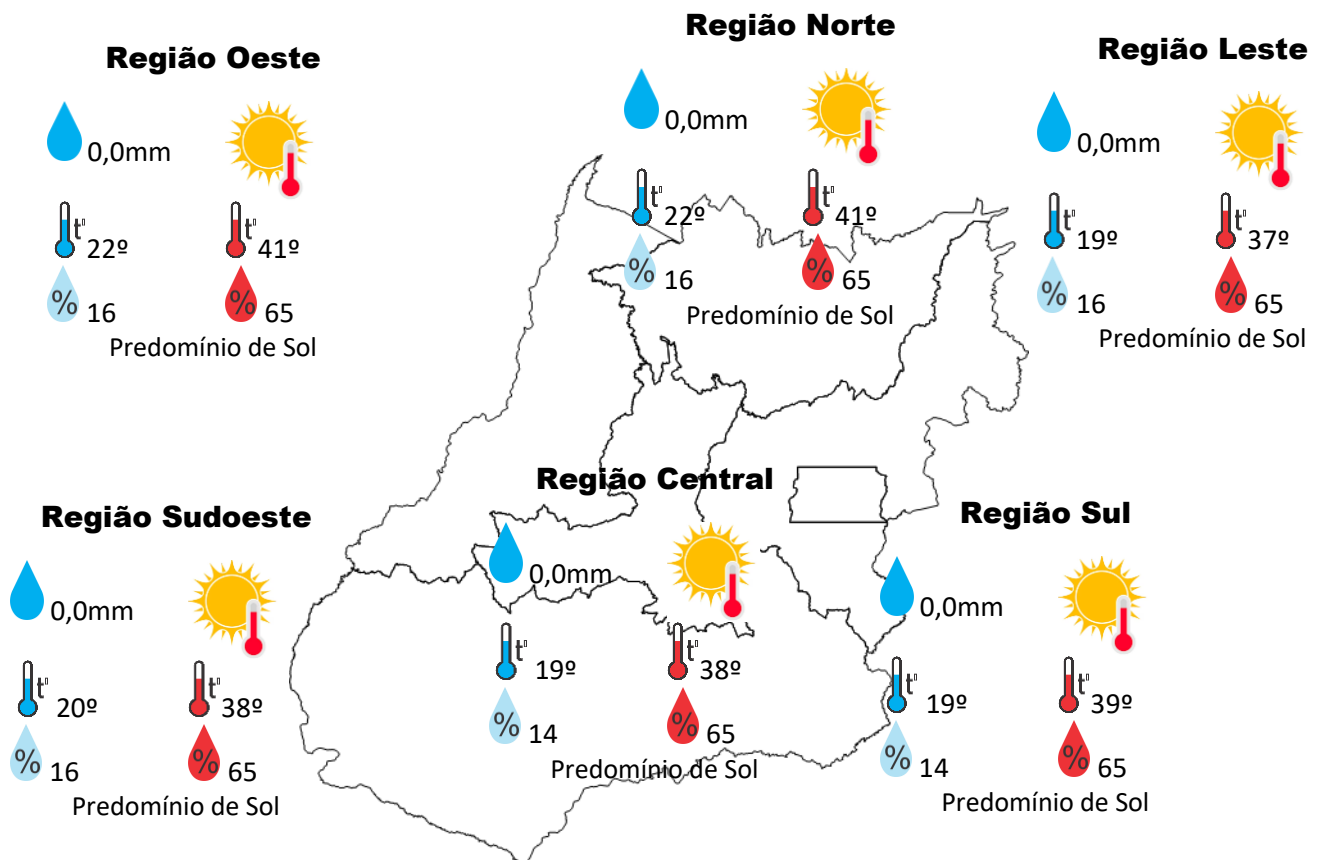 Região Oeste
0,0mm
t° 22º t° 41º
% 16 % 65
Predomínio de Sol
Região Norte
0,0mm
t° 22º t° 41º
% 16 % 65
Predomínio de Sol
Região Leste
0,0mm
t° 19º t° 37º
% 16 % 65
Predomínio de Sol
Região Sudoeste
0,0mm
t° 20º t° 38º
% 16 % 65
Predomínio de Sol
Região Central
0,0mm
t° 19º t° 38º
% 14 % 65
Predomínio de Sol
Região Sul
0,0mm
t° 19º t° 39º
% 14 % 65
Predomínio de Sol